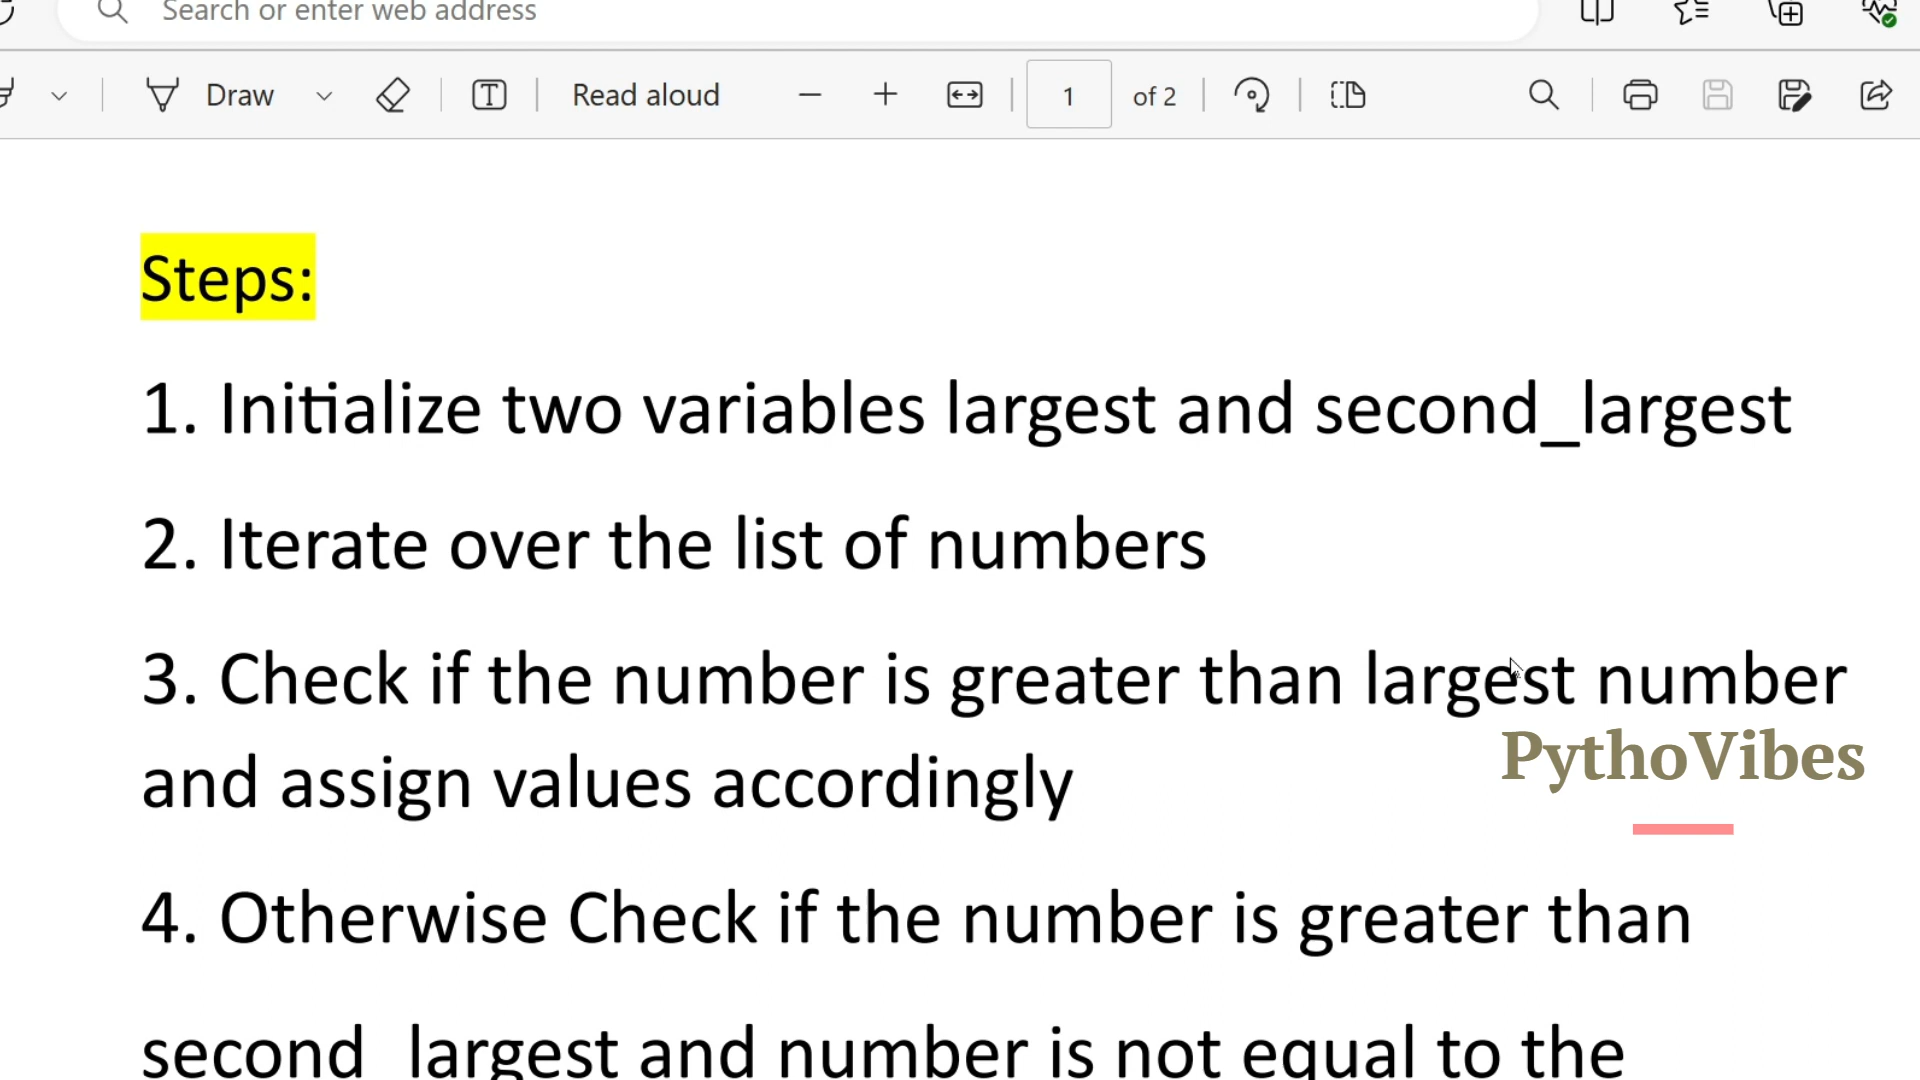 Search or enter web address
Draw
Read aloud
1
of 2
Steps:
1. Initialize two variables largest and second_largest
2. Iterate over the list of numbers
3. Check if the number is greater than largest number
and assign values accordingly
PythoVibes
4. Otherwise Check if the number is greater than
second_largest and number is not equal to the